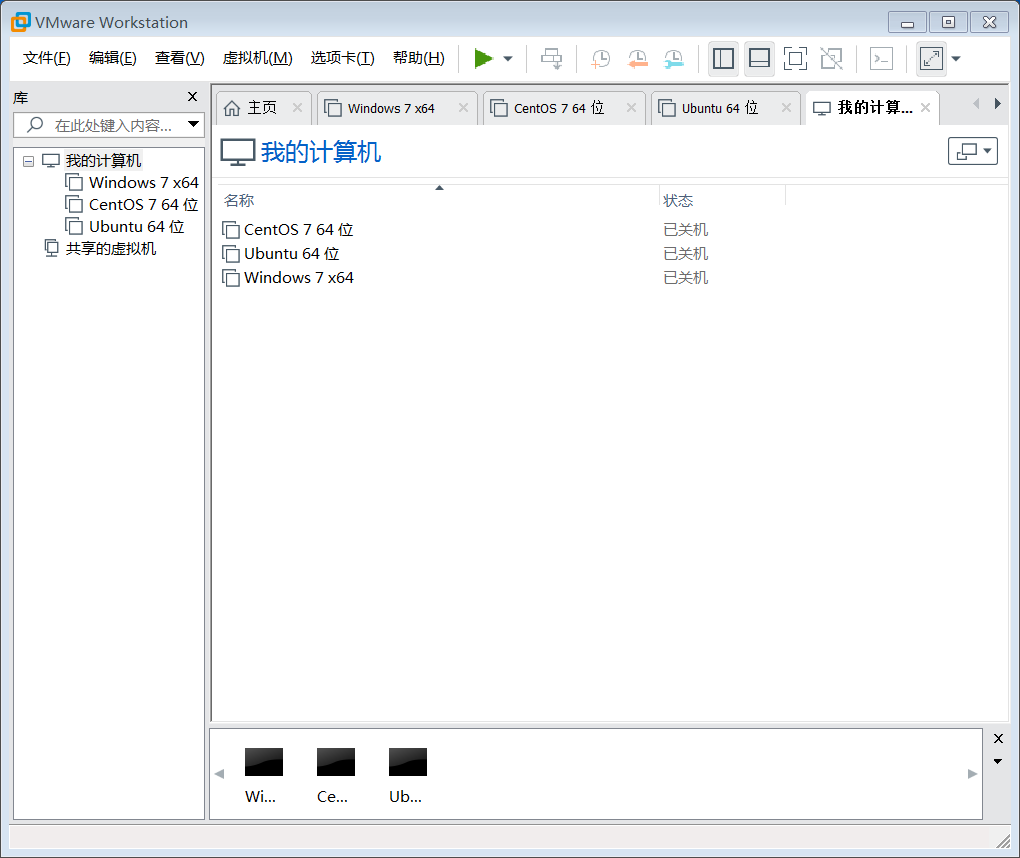 VMware Workstation
文件(F) 编辑(E) 查看(V) 虚拟机(M) 选项卡(T) 帮助(H)
库
在此处键入内容...
我的计算机
Windows 7 x64
CentOS 7 64 位
Ubuntu 64 位
共享的虚拟机
主页 Windows 7 x64 CentOS 7 64 位 Ubuntu 64 位 我的计算...
我的计算机
名称 状态
CentOS 7 64 位 已关机
Ubuntu 64 位 已关机
Windows 7 x64 已关机
Wi... Ce... Ub...